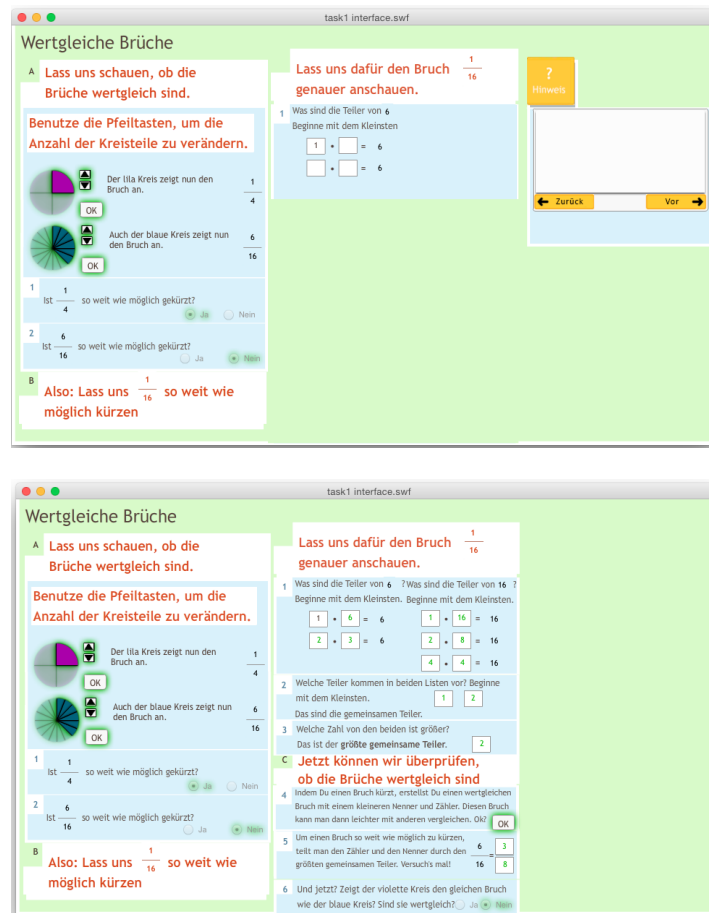 task1 interface.swf
Wertgleiche Brüche
A Lass uns schauen, ob die
Brüche wertgleich sind.
Benutze die Pfeiltasten, um die
Anzahl der Kreisteile zu verändern.
Der lila Kreis zeigt nun den
Bruch an.
1
4
OK
Auch der blaue Kreis zeigt nun
den Bruch an.
6
16
OK
1
Ist 1/4 so weit wie möglich gekürzt?
Ja Nein
2
Ist 6/16 so weit wie möglich gekürzt?
Ja Nein
B
Also: Lass uns 1/16 so weit wie
möglich kürzen
Lass uns dafür den Bruch 1/16
genauer anschauen.
1 Was sind die Teiler von 6
Beginne mit dem Kleinsten
1 • = 6
• = 6
?
Hinweis
Zurück Vor
task1 interface.swf
Wertgleiche Brüche
A Lass uns schauen, ob die
Brüche wertgleich sind.
Benutze die Pfeiltasten, um die
Anzahl der Kreisteile zu verändern.
Der lila Kreis zeigt nun den
Bruch an.
1
4
OK
Auch der blaue Kreis zeigt nun
den Bruch an.
6
16
OK
1
Ist 1/4 so weit wie möglich gekürzt?
Ja Nein
2
Ist 6/16 so weit wie möglich gekürzt?
Ja Nein
B
Also: Lass uns 1/16 so weit wie
möglich kürzen
Lass uns dafür den Bruch 1/16
genauer anschauen.
1 Was sind die Teiler von 6 ? Was sind die Teiler von 16 ?
Beginne mit dem Kleinsten. Beginne mit dem Kleinsten.
1 • 6 = 6 1 • 16 = 16
2 • 3 = 6 2 • 8 = 16
4 • 4 = 16
2 Welche Teiler kommen in beiden Listen vor? Beginne
mit dem Kleinsten. 1 2
Das sind die gemeinsamen Teiler.
3 Welche Zahl von den beiden ist größer?
Das ist der größte gemeinsame Teiler. 2
C Jetzt können wir überprüfen,
ob die Brüche wertgleich sind
4 Indem Du einen Bruch kürzt, erstellst Du einen wertgleichen
Bruch mit einem kleineren Nenner und Zähler. Diesen Bruch
kann man dann leichter mit anderen vergleichen. Ok? OK
5 Um einen Bruch so weit wie möglich zu kürzen,
teilt man den Zähler und den Nenner durch den
größten gemeinsamen Teiler. Versuch's mal!
6/16 = 3/8
6 Und jetzt? Zeigt der violette Kreis den gleichen Bruch
wie der blaue Kreis? Sind sie wertgleich? Ja Nein